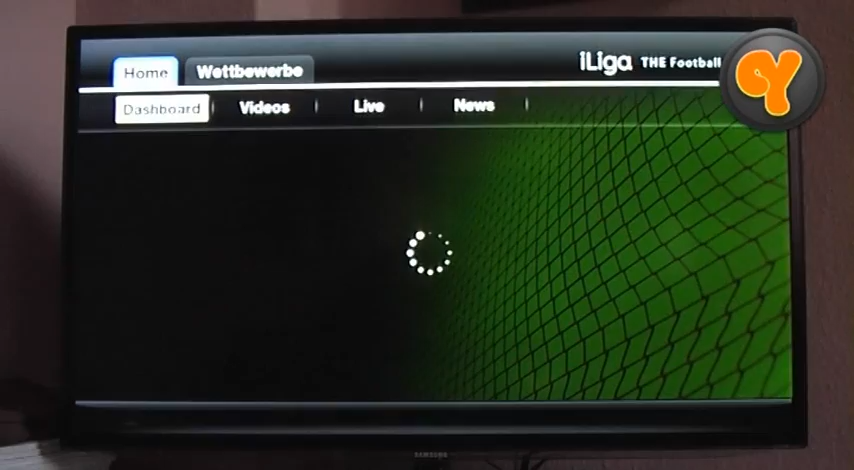 Home Wettbewerbe iLiga THE Football
Dashboard Videos Live News
SAMSUNG